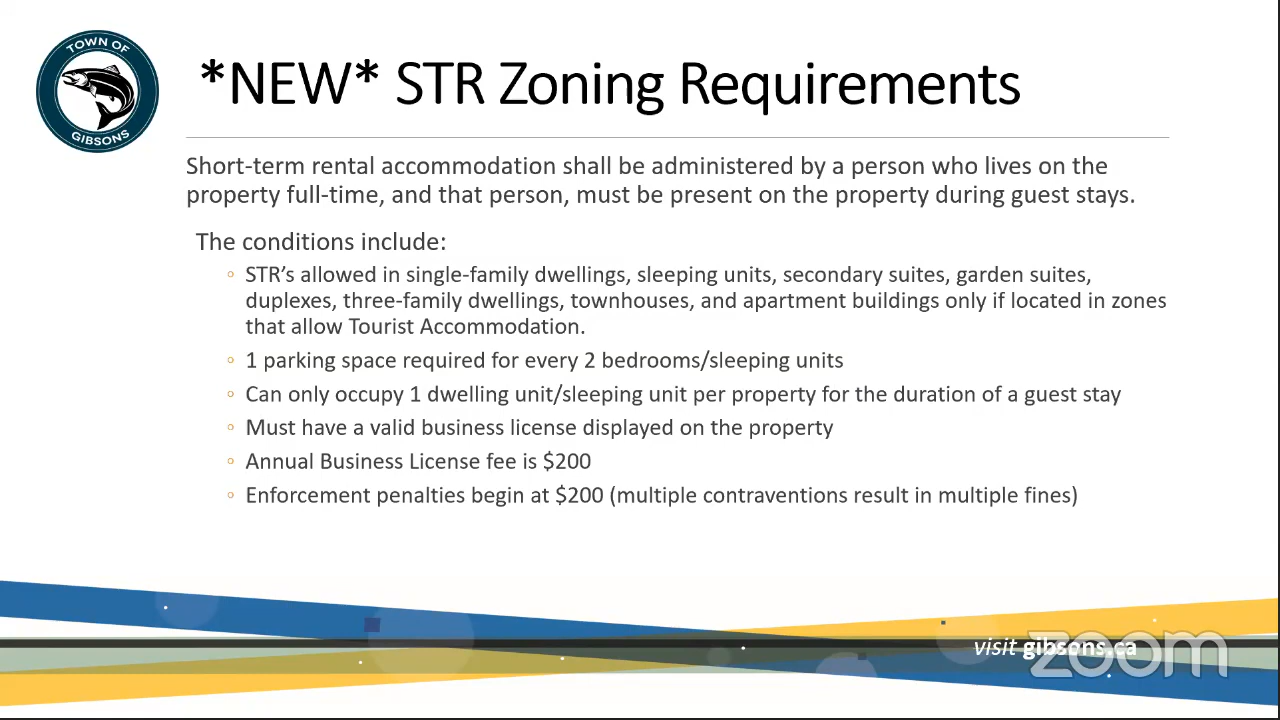 TOWN OF
GIBSONS
*NEW* STR Zoning Requirements
Short-term rental accommodation shall be administered by a person who lives on the
property full-time, and that person, must be present on the property during guest stays.
The conditions include:
◦ STR’s allowed in single-family dwellings, sleeping units, secondary suites, garden suites,
duplexes, three-family dwellings, townhouses, and apartment buildings only if located in zones
that allow Tourist Accommodation.
◦ 1 parking space required for every 2 bedrooms/sleeping units
◦ Can only occupy 1 dwelling unit/sleeping unit per property for the duration of a guest stay
◦ Must have a valid business license displayed on the property
◦ Annual Business License fee is $200
◦ Enforcement penalties begin at $200 (multiple contraventions result in multiple fines)
visit gibsons.ca
zoom